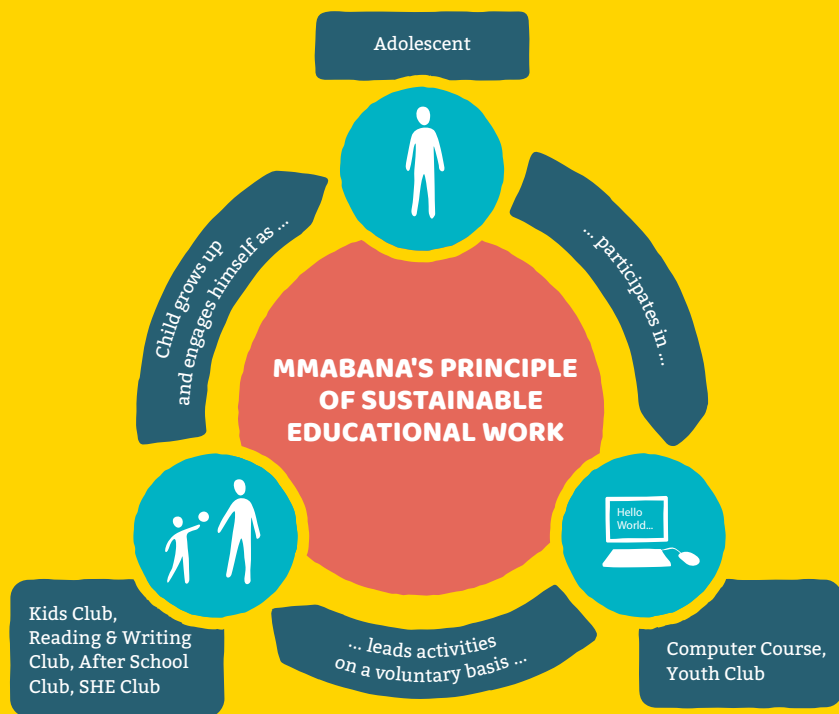 Adolescent
Child grows up
and engages himself as ...
... participates in ...
MMABANA'S PRINCIPLE
OF SUSTAINABLE
EDUCATIONAL WORK
Hello
World...
Kids Club,
Reading & Writing
Club, After School
Club, SHE Club
... leads activities
on a voluntary basis ...
Computer Course,
Youth Club